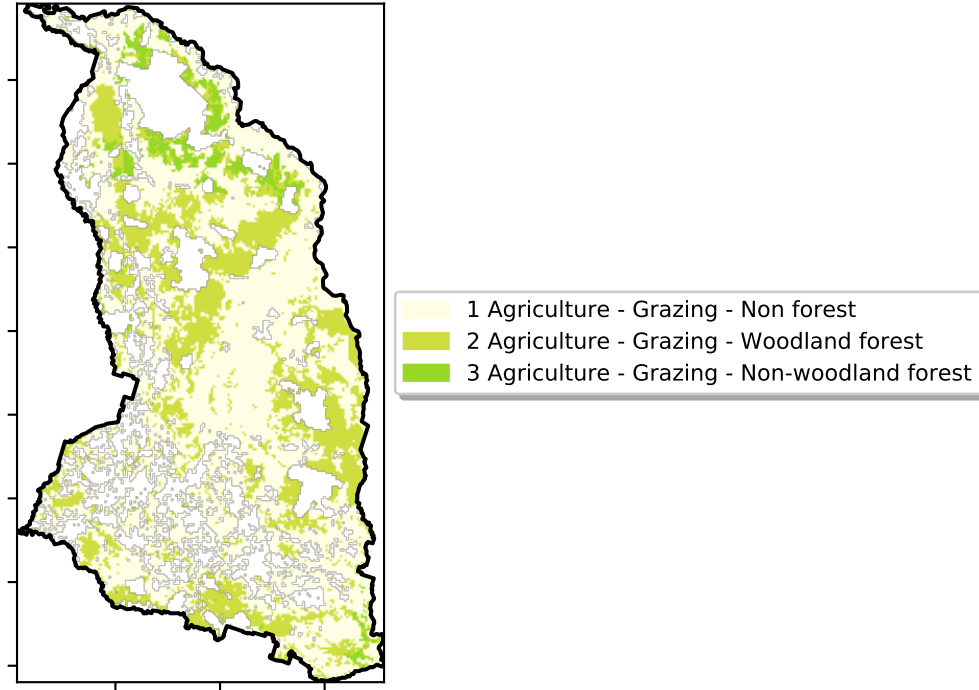 1 Agriculture - Grazing - Non forest
2 Agriculture - Grazing - Woodland forest
3 Agriculture - Grazing - Non-woodland forest